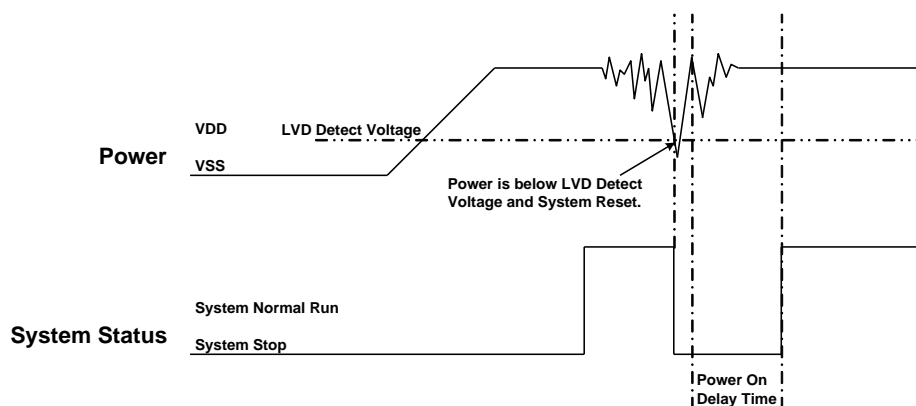 VDD
LVD Detect Voltage
Power
VSS
Power is below LVD Detect
Voltage and System Reset.
System Normal Run
System Status
System Stop
Power On
Delay Time